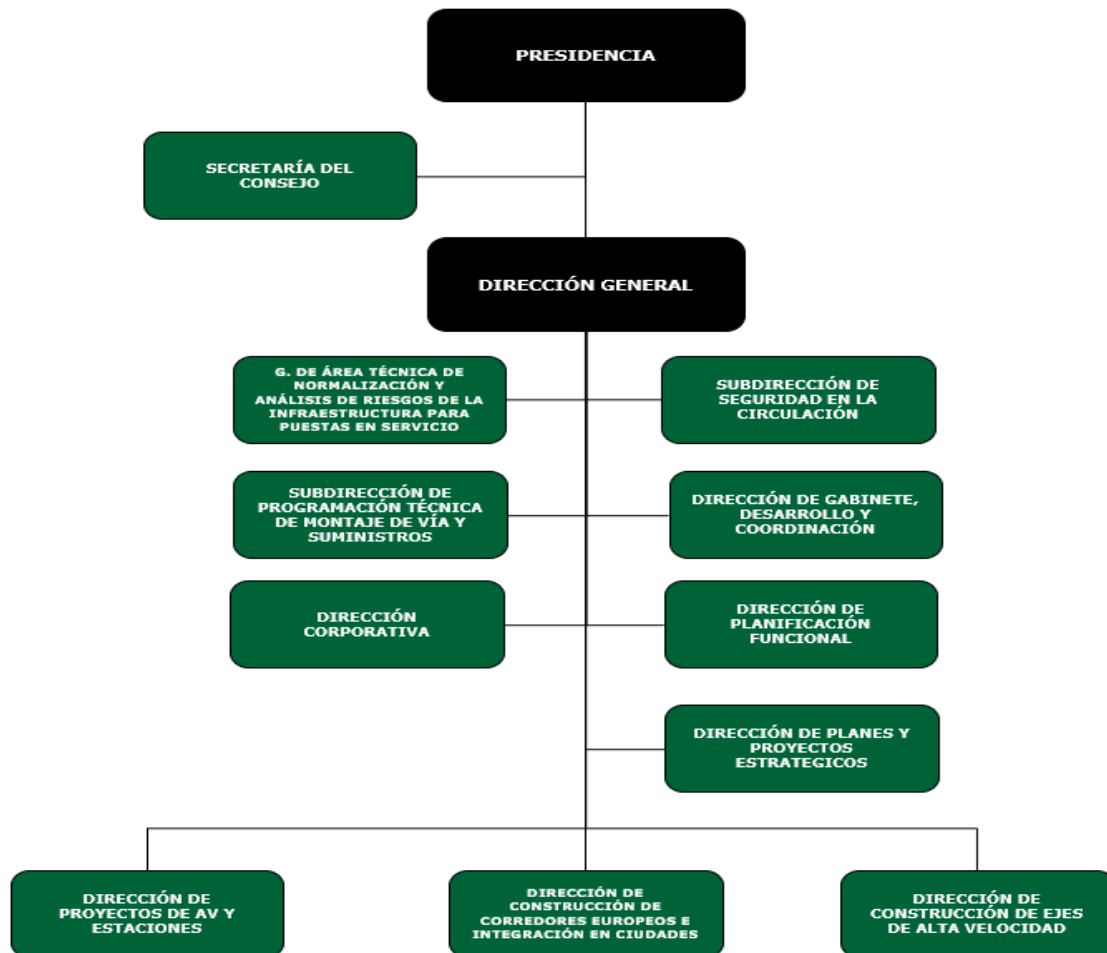 PRESIDENCIA
SECRETARÍA DEL
CONSEJO
DIRECCIÓN GENERAL
G. DE ÁREA TÉCNICA DE
NORMALIZACIÓN Y
ANÁLISIS DE RIESGOS DE LA
INFRAESTRUCTURA PARA
PUESTAS EN SERVICIO
SUBDIRECCIÓN DE
SEGURIDAD EN LA
CIRCULACIÓN
SUBDIRECCIÓN DE
PROGRAMACIÓN TÉCNICA
DE MONTAJE DE VÍA Y
SUMINISTROS
DIRECCIÓN DE GABINETE,
DESARROLLO Y
COORDINACIÓN
DIRECCIÓN
CORPORATIVA
DIRECCIÓN DE
PLANIFICACIÓN
FUNCIONAL
DIRECCIÓN DE PLANES Y
PROYECTOS
ESTRATEGICOS
DIRECCIÓN DE
PROYECTOS DE AV Y
ESTACIONES
DIRECCIÓN DE
CONSTRUCCIÓN DE
CORREDORES EUROPEOS E
INTEGRACIÓN EN CIUDADES
DIRECCIÓN DE
CONSTRUCCIÓN DE EJES
DE ALTA VELOCIDAD